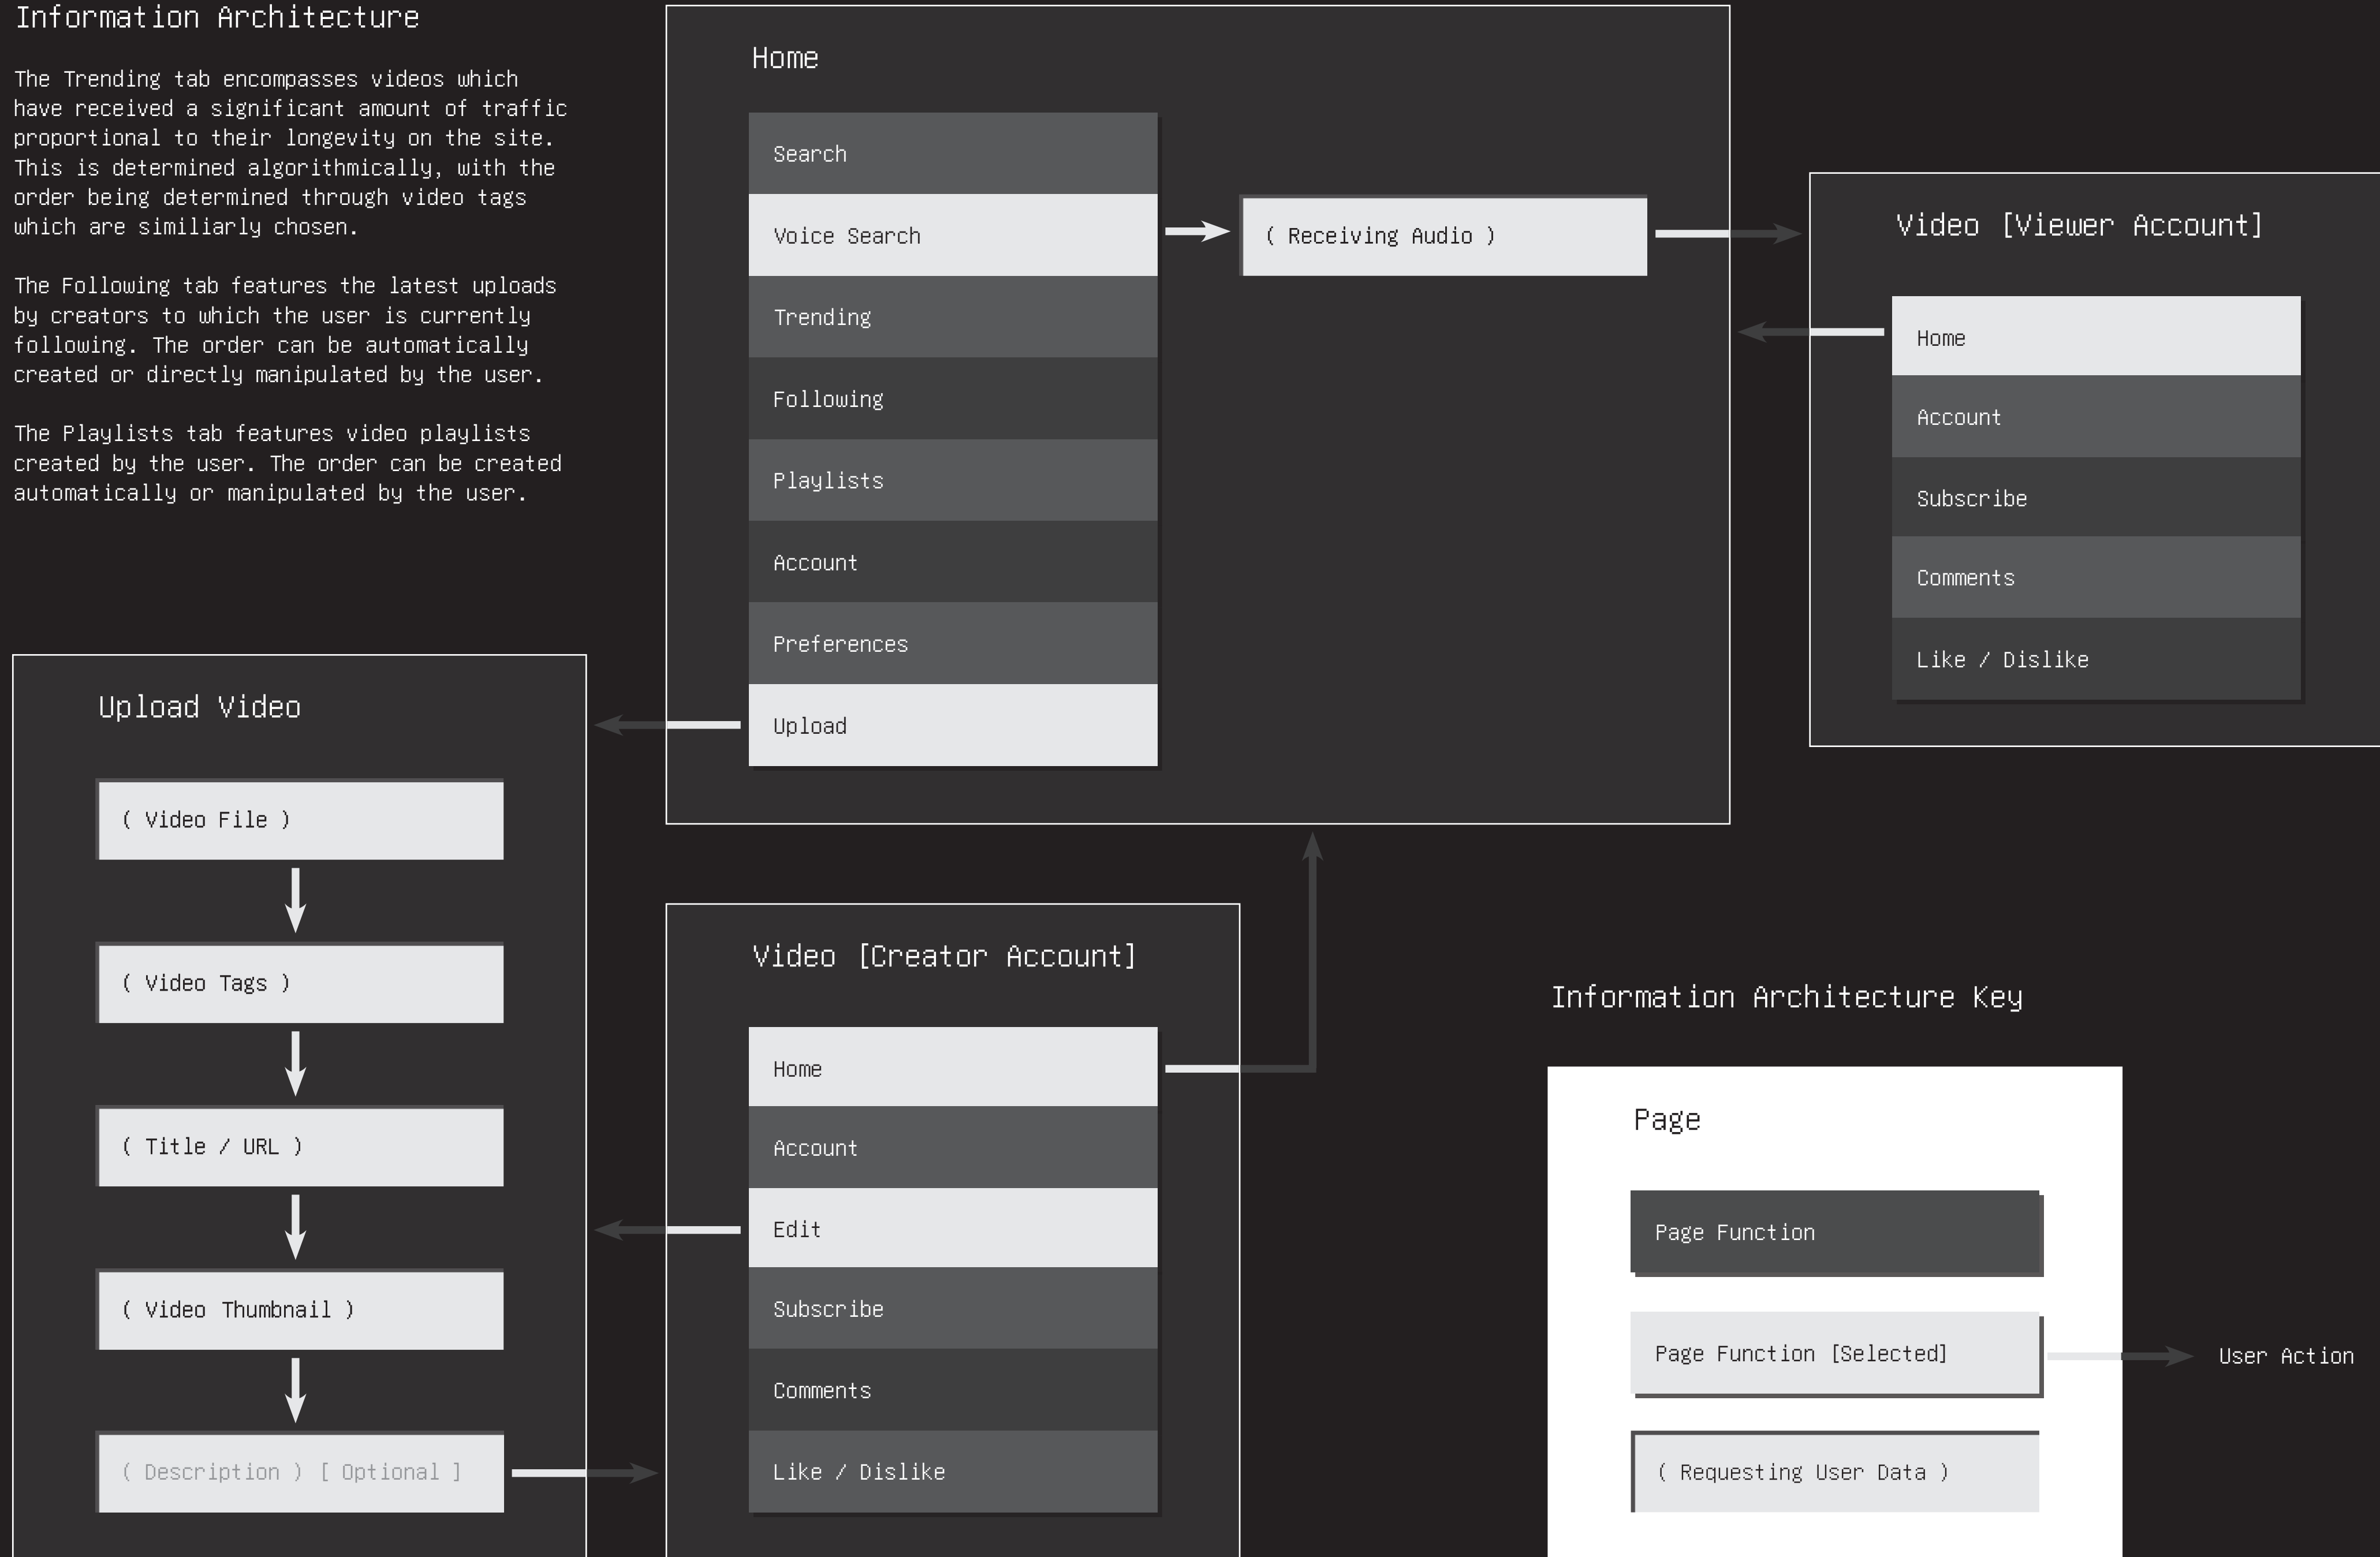 Information Architecture
The Trending tab encompasses videos which
have received a significant amount of traffic
proportional to their longevity on the site.
This is determined algorithmically, with the
order being determined through video tags
which are similiarly chosen.
The Following tab features the latest uploads
by creators to which the user is currently
following. The order can be automatically
created or directly manipulated by the user.
The Playlists tab features video playlists
created by the user. The order can be created
automatically or manipulated by the user.
Home
Search
Voice Search
( Receiving Audio )
Trending
Following
Playlists
Account
Preferences
Upload
Video [Viewer Account]
Home
Account
Subscribe
Comments
Like / Dislike
Upload Video
( Video File )
( Video Tags )
( Title / URL )
( Video Thumbnail )
( Description ) [ Optional ]
Video [Creator Account]
Home
Account
Edit
Subscribe
Comments
Like / Dislike
Information Architecture Key
Page
Page Function
Page Function [Selected]
User Action
( Requesting User Data )